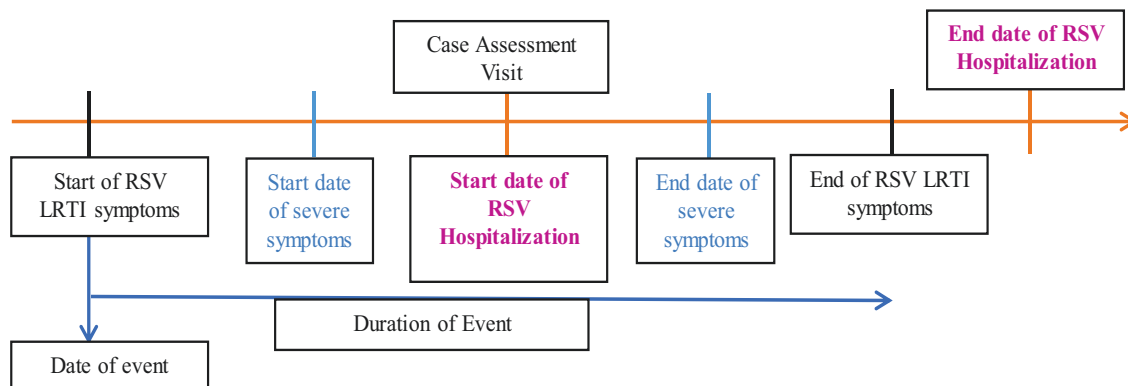 Case Assessment
Visit
End date of RSV
Hospitalization
Start of RSV
LRTI symptoms
Start date
of severe
symptoms
Start date of
RSV
Hospitalization
End date of
severe
symptoms
End of RSV LRTI
symptoms
Duration of Event
Date of event